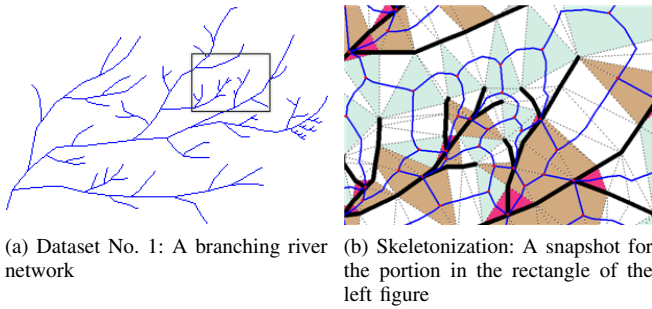 (a) Dataset No. 1: A branching river
network
(b) Skeletonization: A snapshot for
the portion in the rectangle of the
left figure